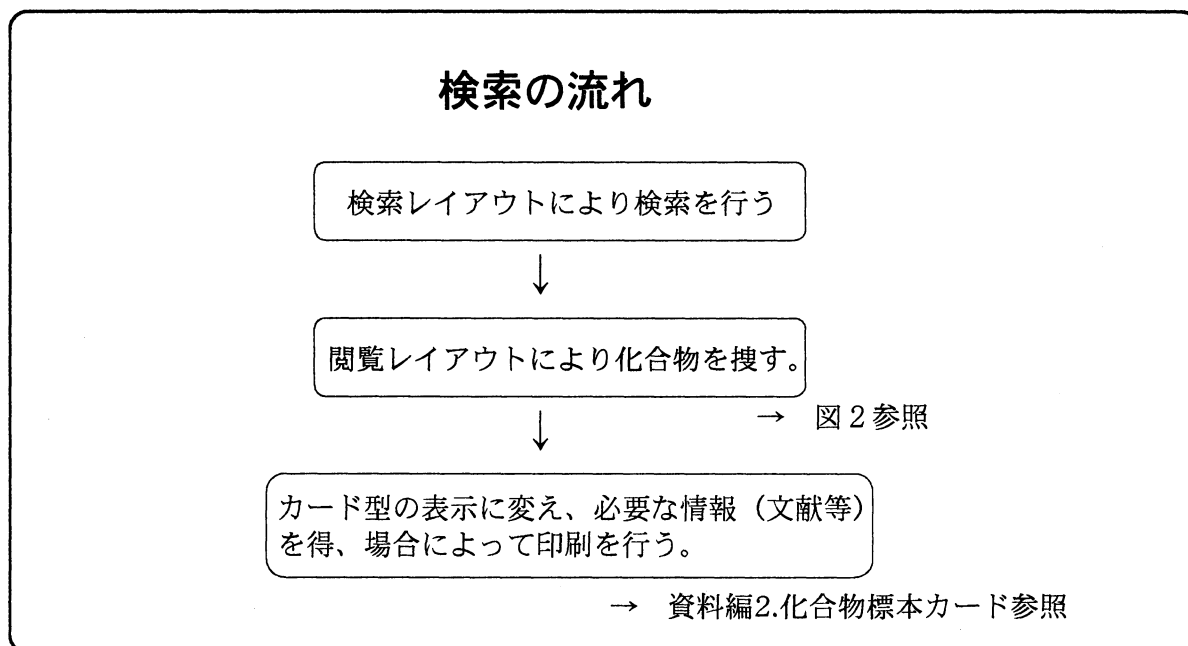 検索の流れ
検索レイアウトにより検索を行う
↓
閲覧レイアウトにより化合物を捜す。
→ 図2参照
↓
カード型の表示に変え、必要な情報（文献等）
を得、場合によって印刷を行う。
→ 資料編2.化合物標本カード参照